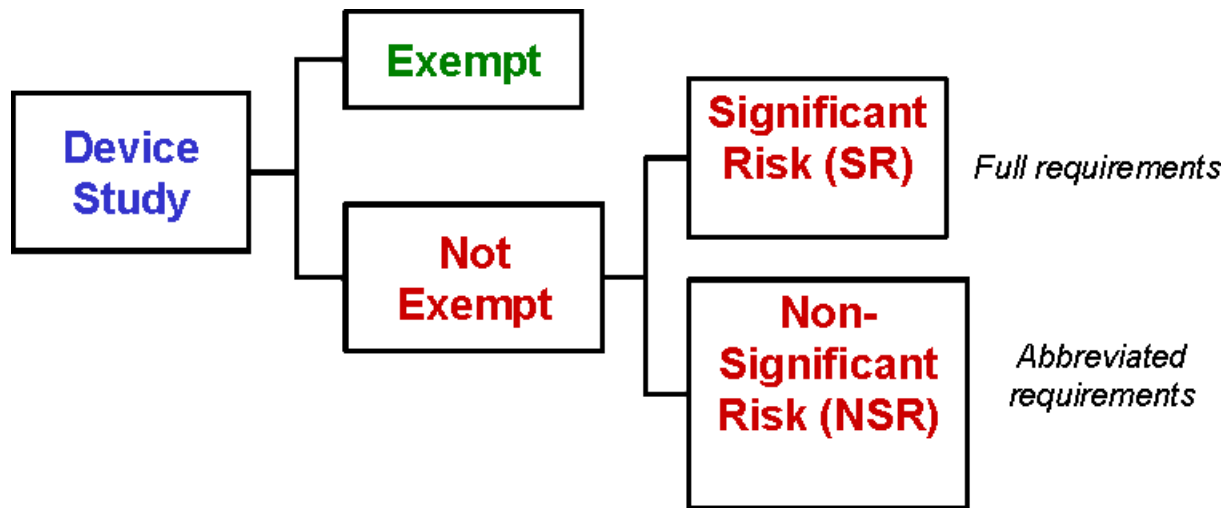 Exempt
Device
Study
Not
Exempt
Significant
Risk (SR)
Full requirements
Non-
Significant
Risk (NSR)
Abbreviated
requirements